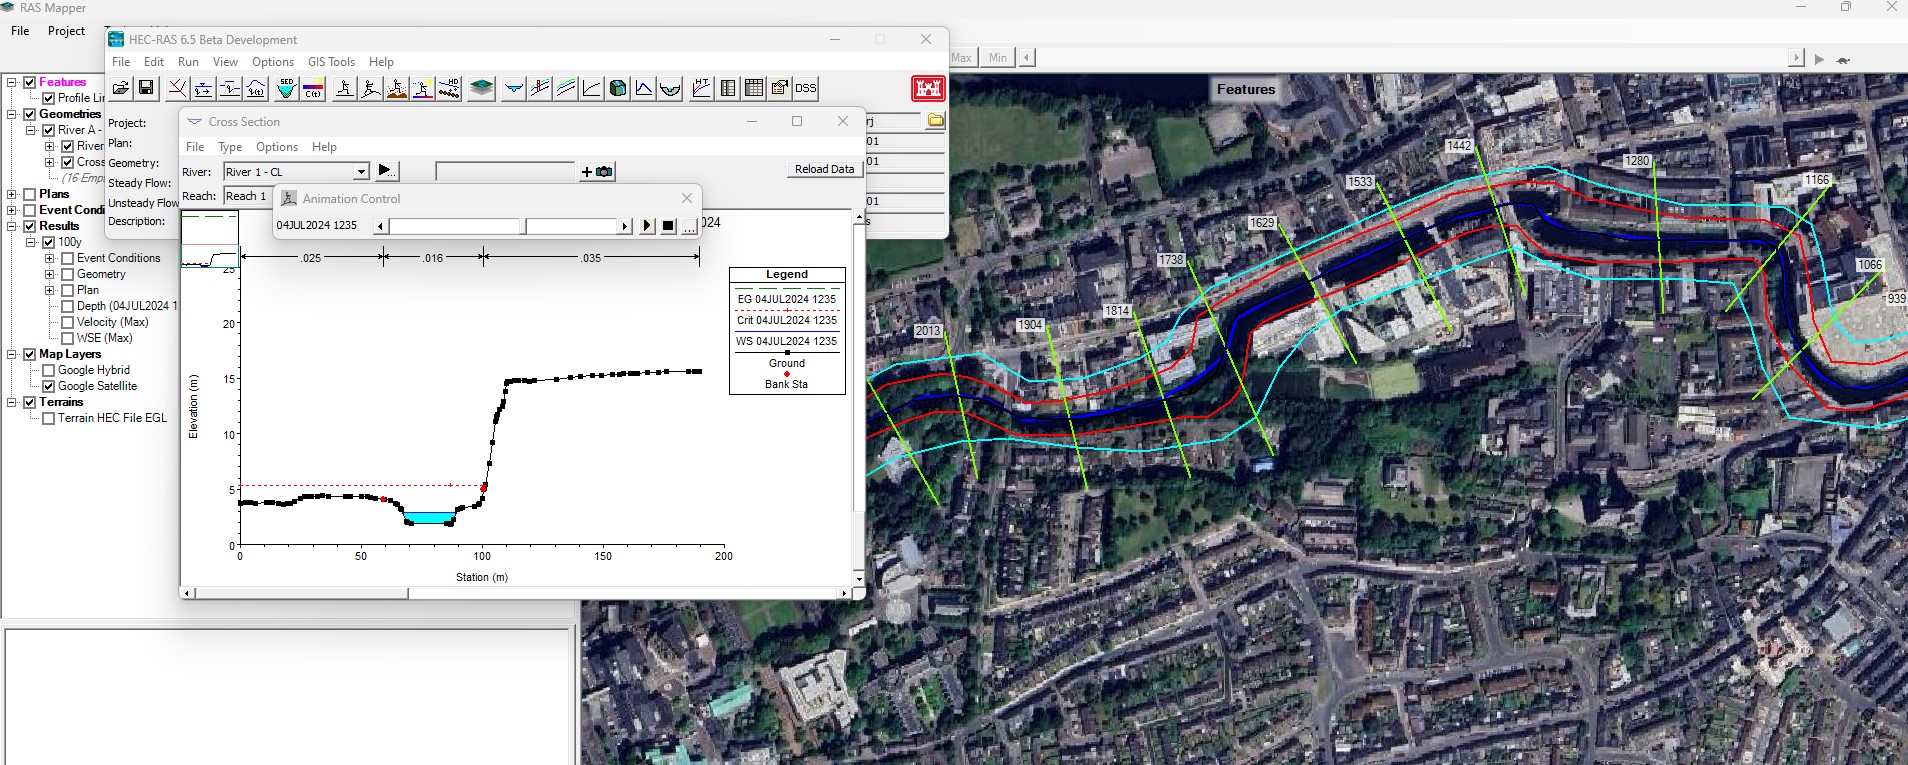 RAS Mapper
File Project
HEC-RAS 6.5 Beta Development
File Edit Run View Options GIS Tools Help
SED
C(t)
HD
H,T
DSS
Max Min
Features
Profile Lin
Geometries
River A -
River
Cross
(16 Emp
Plans
Event Condi
Results
100y
Event Conditions
Geometry
Plan
Depth (04JUL2024 1
Velocity (Max)
WSE (Max)
Map Layers
Google Hybrid
Google Satellite
Terrains
Terrain HEC File EGL
Project:
Plan:
Geometry:
Steady Flow:
Unsteady Flow
Description:
rj
01
01
01
s
Cross Section
File Type Options Help
River: River 1 - CL
Reload Data
Reach: Reach 1
Animation Control
04JUL2024 1235
024
.025 .016 .035
25
20
15
10
5
0
Elevation (m)
0 50 100 150 200
Station (m)
Legend
EG 04JUL2024 1235
Crit 04JUL2024 1235
WS 04JUL2024 1235
Ground
Bank Sta
Features
1442
1280
1533
1166
1629
1738
1066
939
1814
1904
2013